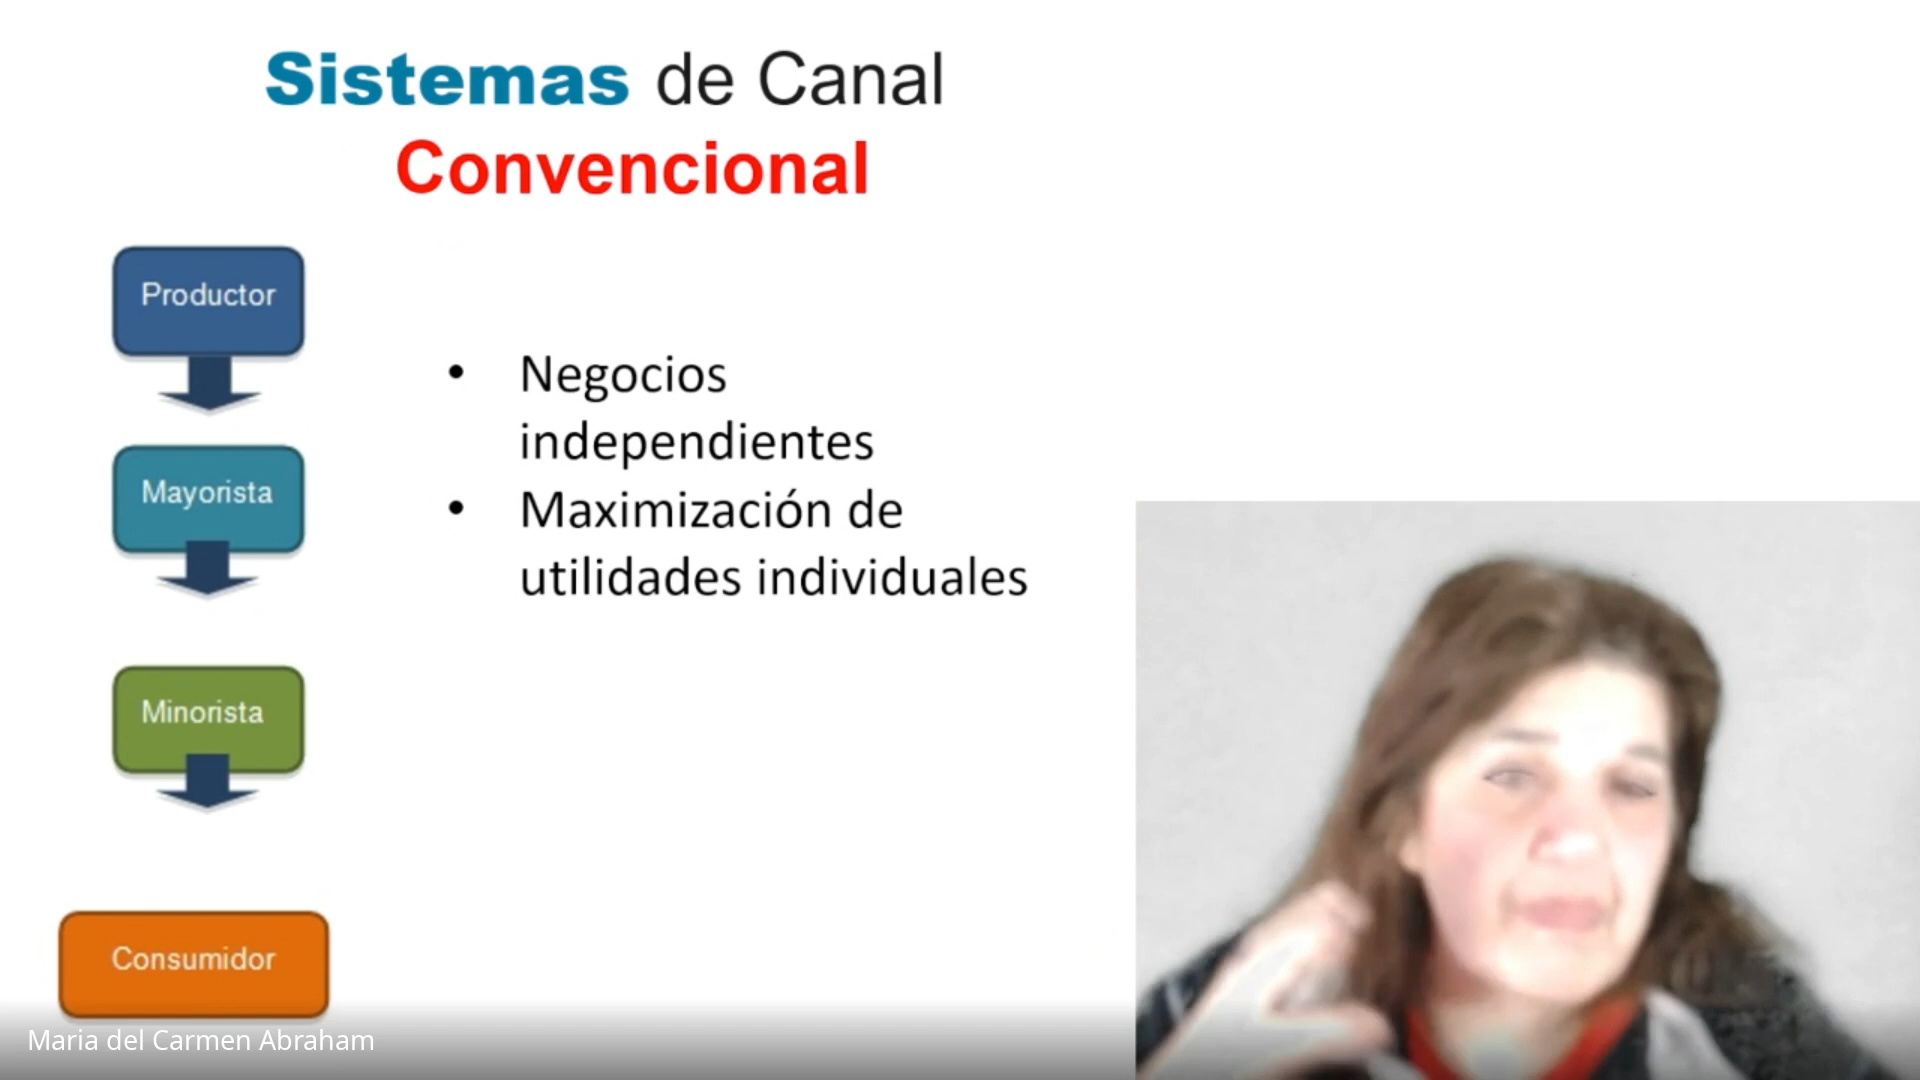 Sistemas de Canal
Convencional
Productor
Mayorista
Minorista
Consumidor
• Negocios
independientes
• Maximización de
utilidades individuales
Maria del Carmen Abraham